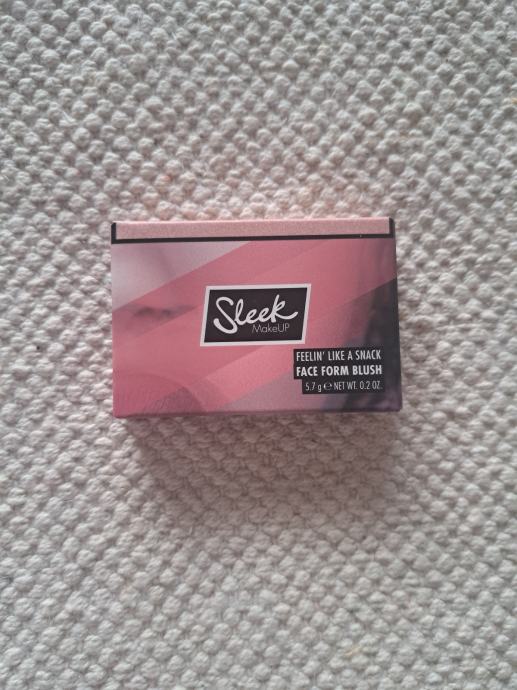 Sleek
MakeUP
FEELIN' LIKE A SNACK
FACE FORM BLUSH
5.7 g ℮ NET WT. 0.2 OZ.